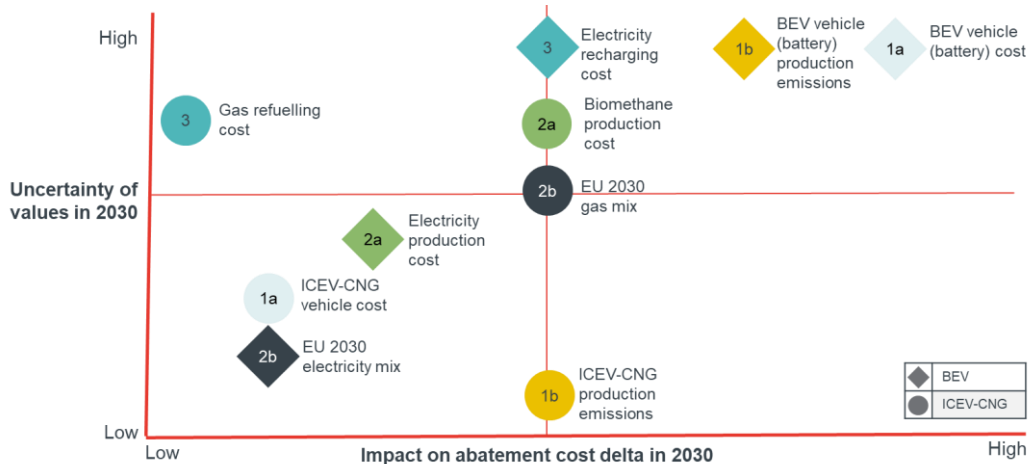 High
3
Electricity
recharging
cost
1b
BEV vehicle
(battery)
production
emissions
1a
BEV vehicle
(battery) cost
3
Gas refuelling
cost
2a
Biomethane
production
cost
Uncertainty of
values in 2030
2b
EU 2030
gas mix
2a
Electricity
production
cost
1a
ICEV-CNG
vehicle cost
2b
EU 2030
electricity mix
1b
ICEV-CNG
production
emissions
BEV
ICEV-CNG
Low
Low
Impact on abatement cost delta in 2030
High